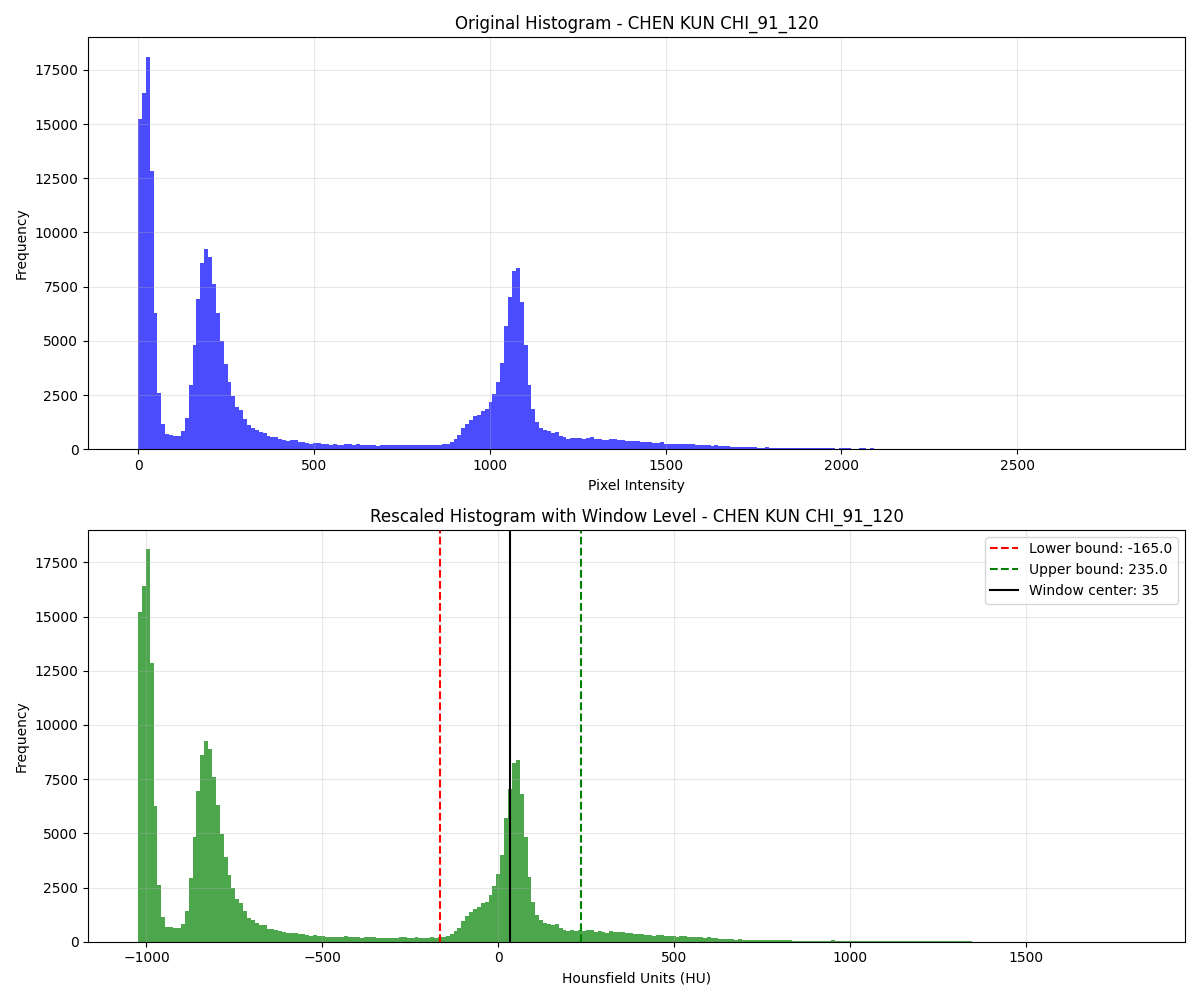 Original Histogram - CHEN KUN CHI_91_120
17500
15000
12500
10000
7500
5000
2500
0
Frequency
0 500 1000 1500 2000 2500
Pixel Intensity
Rescaled Histogram with Window Level - CHEN KUN CHI_91_120
Lower bound: -165.0
Upper bound: 235.0
Window center: 35
17500
15000
12500
10000
7500
5000
2500
0
Frequency
−1000 −500 0 500 1000 1500
Hounsfield Units (HU)